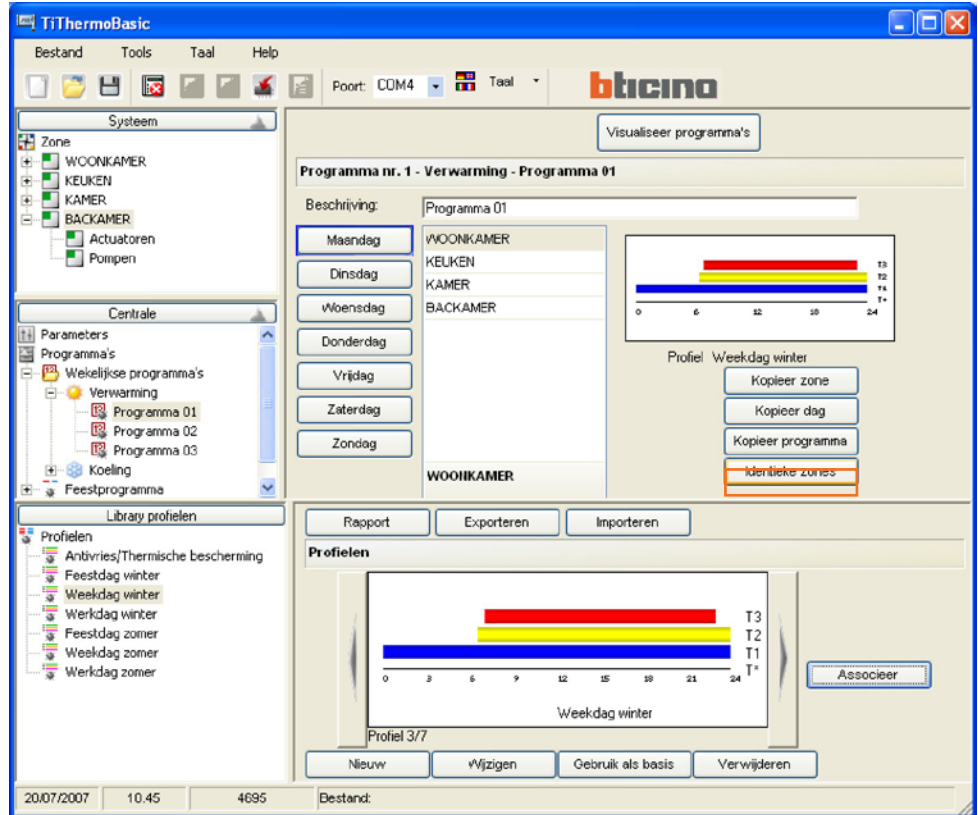 TiThermoBasic
Bestand Tools Taal Help
Poort: COM4 Taal bticino
Systeem
Zone
WOONKAMER
KEUKEN
KAMER
BACKAMER
Actuatoren
Pompen
Centrale
Parameters
Programma's
Wekelijkse programma's
Verwarming
Programma 01
Programma 02
Programma 03
Koeling
Feestprogramma
Visualiseer programma's
Programma nr. 1 - Verwarming - Programma 01
Beschrijving: Programma 01
Maandag
Dinsdag
Woensdag
Donderdag
Vrijdag
Zaterdag
Zondag
WOONKAMER
KEUKEN
KAMER
BACKAMER
WOONKAMER
T3
T2
T1
T*
0 6 12 18 24
Profiel Weekdag winter
Kopieer zone
Kopieer dag
Kopieer programma
Identieke zones
Library profielen
Profielen
Antivries/Thermische bescherming
Feestdag winter
Weekdag winter
Werkdag winter
Feestdag zomer
Weekdag zomer
Werkdag zomer
Rapport Exporteren Importeren
Profielen
T3
T2
T1
T*
0 3 6 9 12 15 18 21 24
Weekdag winter
Profiel 3/7
Associeer
Nieuw Wijzigen Gebruik als basis Verwijderen
20/07/2007 10.45 4695 Bestand: